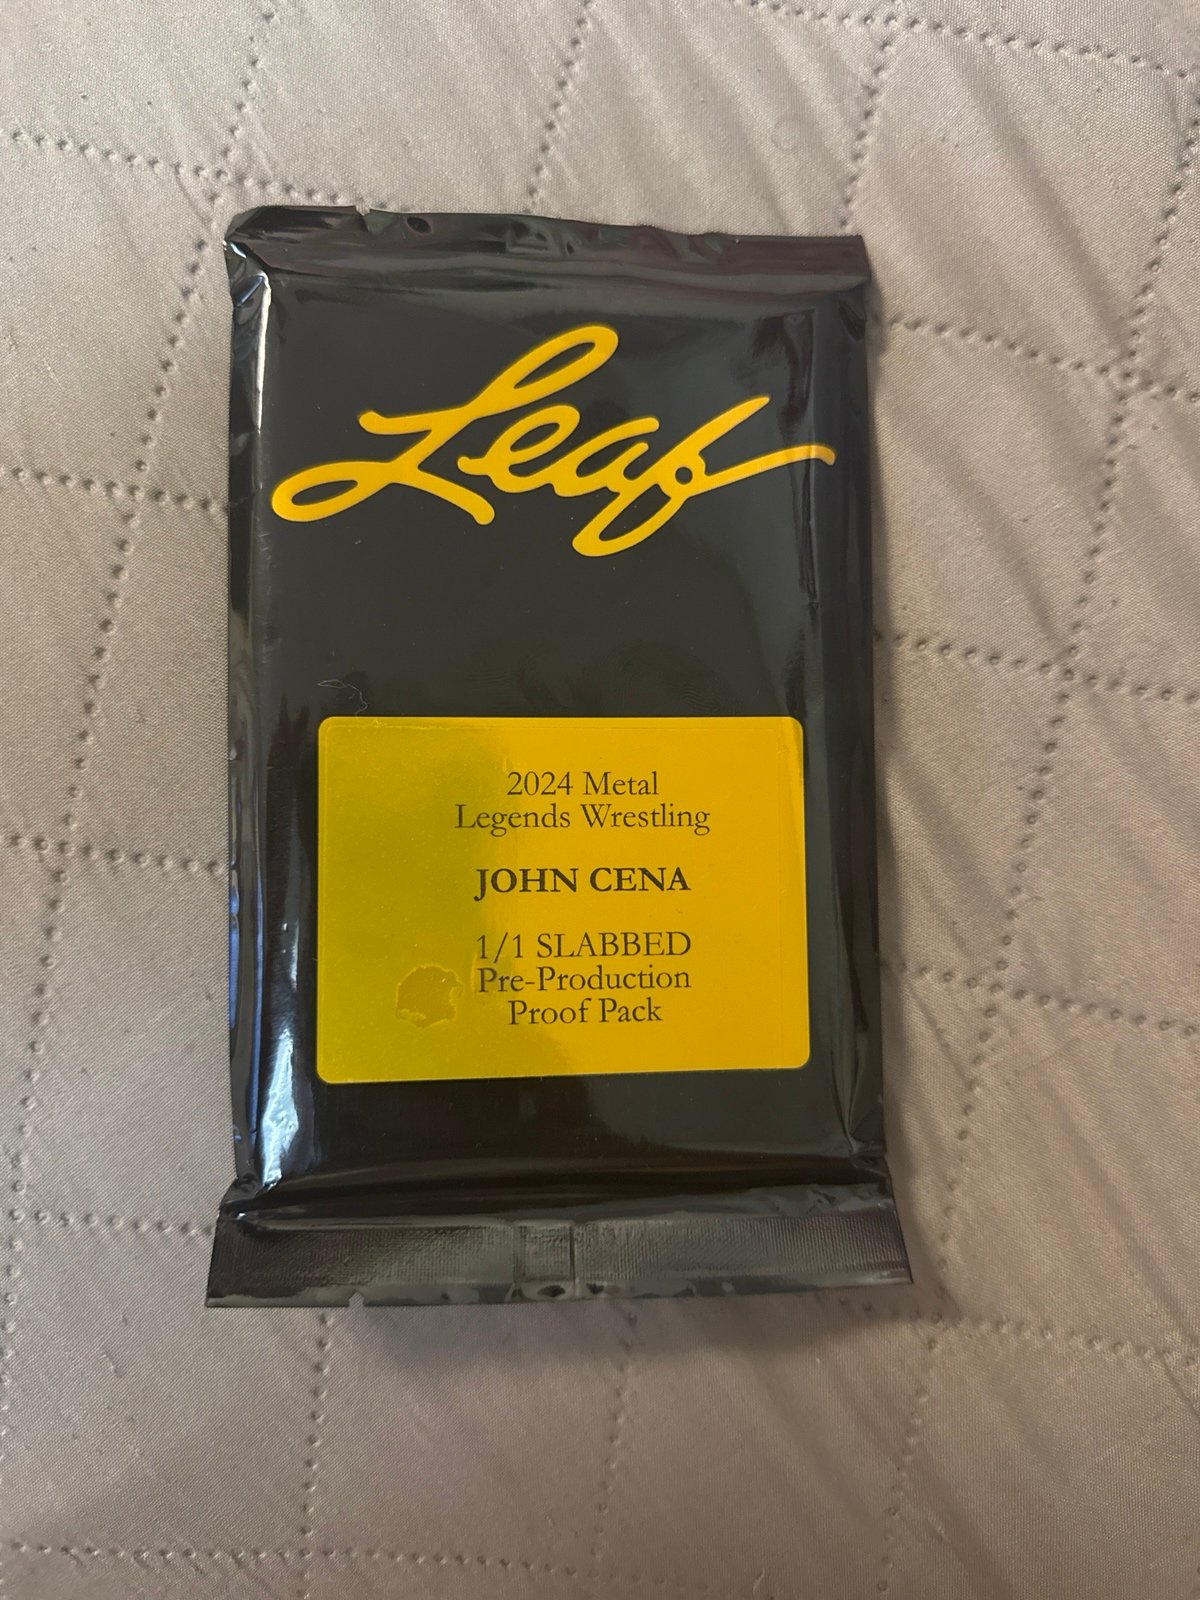 Leaf
2024 Metal
Legends Wrestling
JOHN CENA
1/1 SLABBED
Pre-Production
Proof Pack